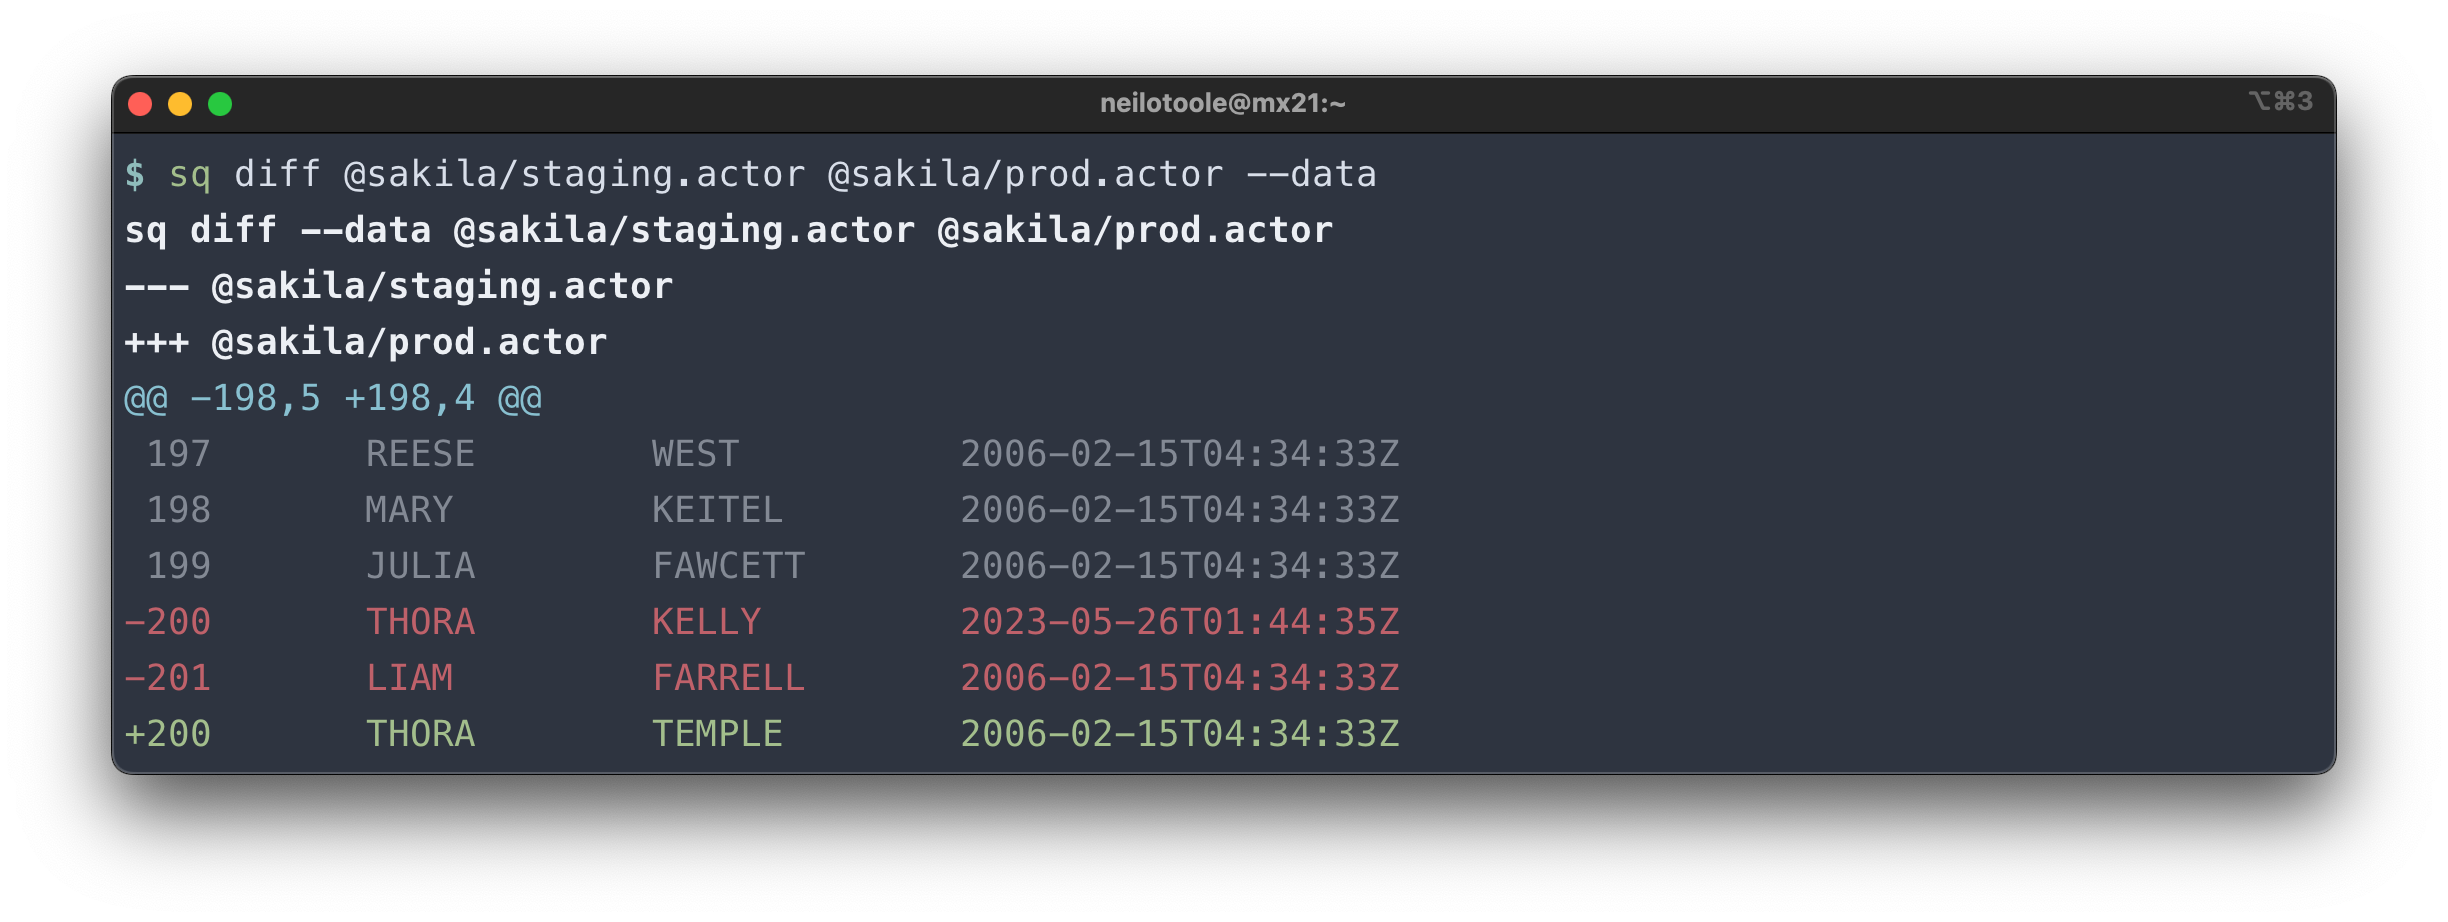 neilotoole@mx21:~ ⌥⌘3
$ sq diff @sakila/staging.actor @sakila/prod.actor --data
sq diff --data @sakila/staging.actor @sakila/prod.actor
--- @sakila/staging.actor
+++ @sakila/prod.actor
@@ -198,5 +198,4 @@
 197       REESE        WEST          2006-02-15T04:34:33Z
 198       MARY         KEITEL        2006-02-15T04:34:33Z
 199       JULIA        FAWCETT       2006-02-15T04:34:33Z
-200       THORA        KELLY         2023-05-26T01:44:35Z
-201       LIAM         FARRELL       2006-02-15T04:34:33Z
+200       THORA        TEMPLE        2006-02-15T04:34:33Z